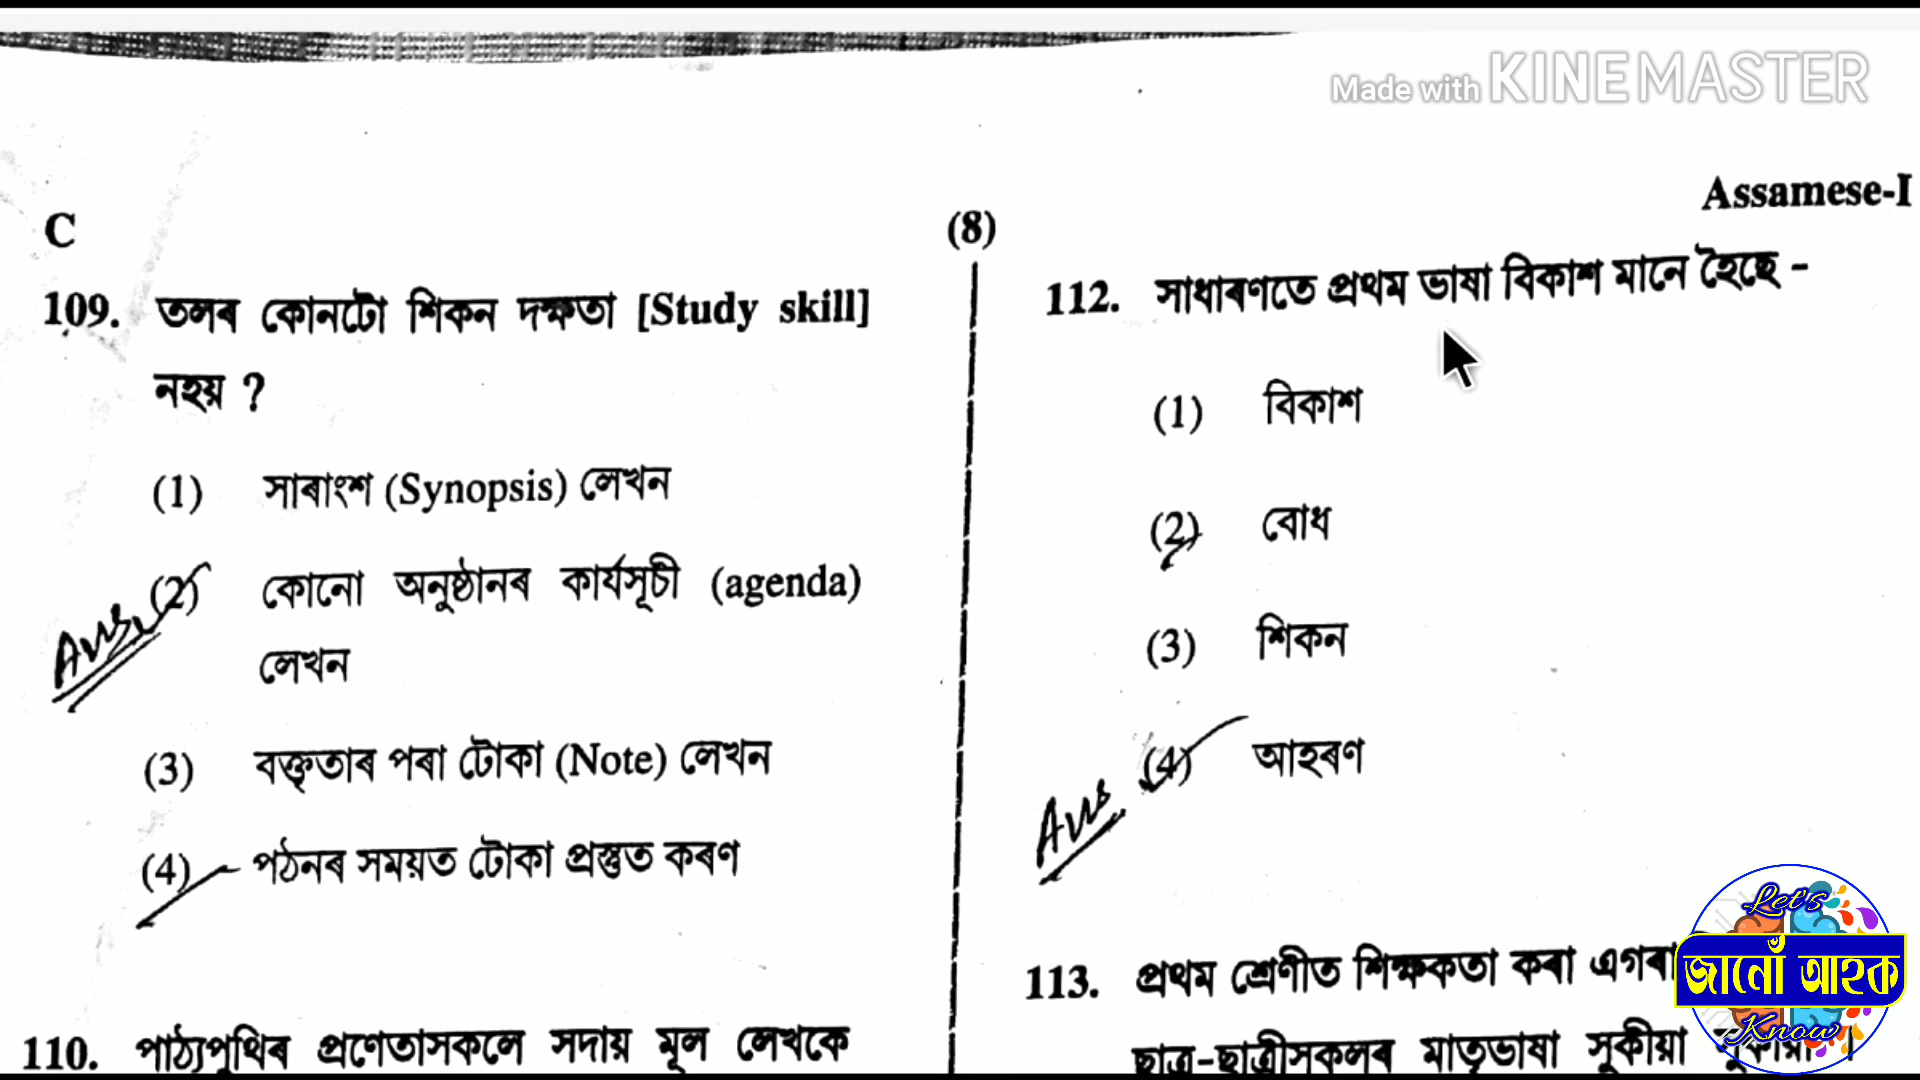 Made with KINEMASTER
Assamese-I
C
(8)
109. তলৰ কোনটো শিকন দক্ষতা [Study skill]
নহয় ?
(1) সাৰাংশ (Synopsis) লেখন
(2) কোনো অনুষ্ঠানৰ কাৰ্যসূচী (agenda)
লেখন
Ans.
(3) বক্তৃতাৰ পৰা টোকা (Note) লেখন
(4) পঠনৰ সময়ত টোকা প্ৰস্তুত কৰণ
110. পাঠ্যপুথিৰ প্ৰণেতাসকলে সদায় মূল লেখকে
112. সাধাৰণতে প্ৰথম ভাষা বিকাশ মানে হৈছে -
(1) বিকাশ
(2) বোধ
(3) শিকন
(4) আহৰণ
Ans
113. প্ৰথম শ্ৰেণীত শিক্ষকতা কৰা এগৰা
ছাত্ৰ-ছাত্ৰীসকলৰ মাতৃভাষা সুকীয়া
Let's
জানোঁ আহক
Know